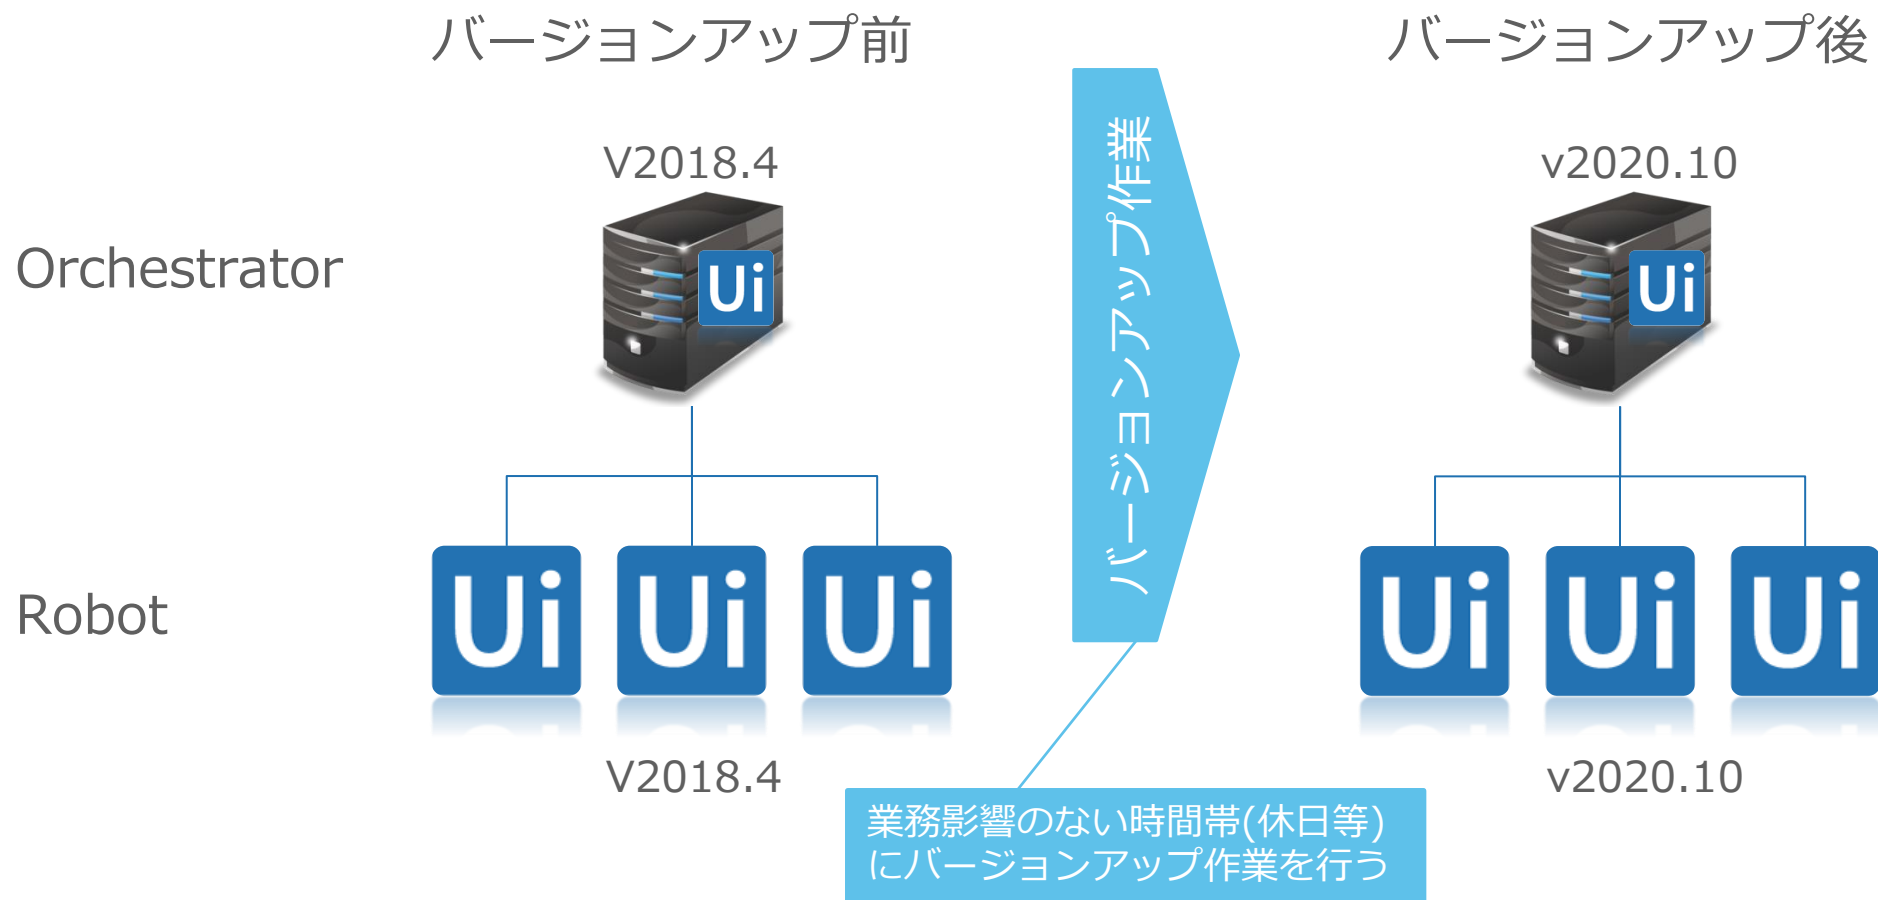 バージョンアップ前
バージョンアップ後
V2018.4
v2020.10
Orchestrator
Ui
Ui
バージョンアップ作業
Robot
Ui
Ui
Ui
Ui
Ui
Ui
V2018.4
v2020.10
業務影響のない時間帯(休日等)
にバージョンアップ作業を行う